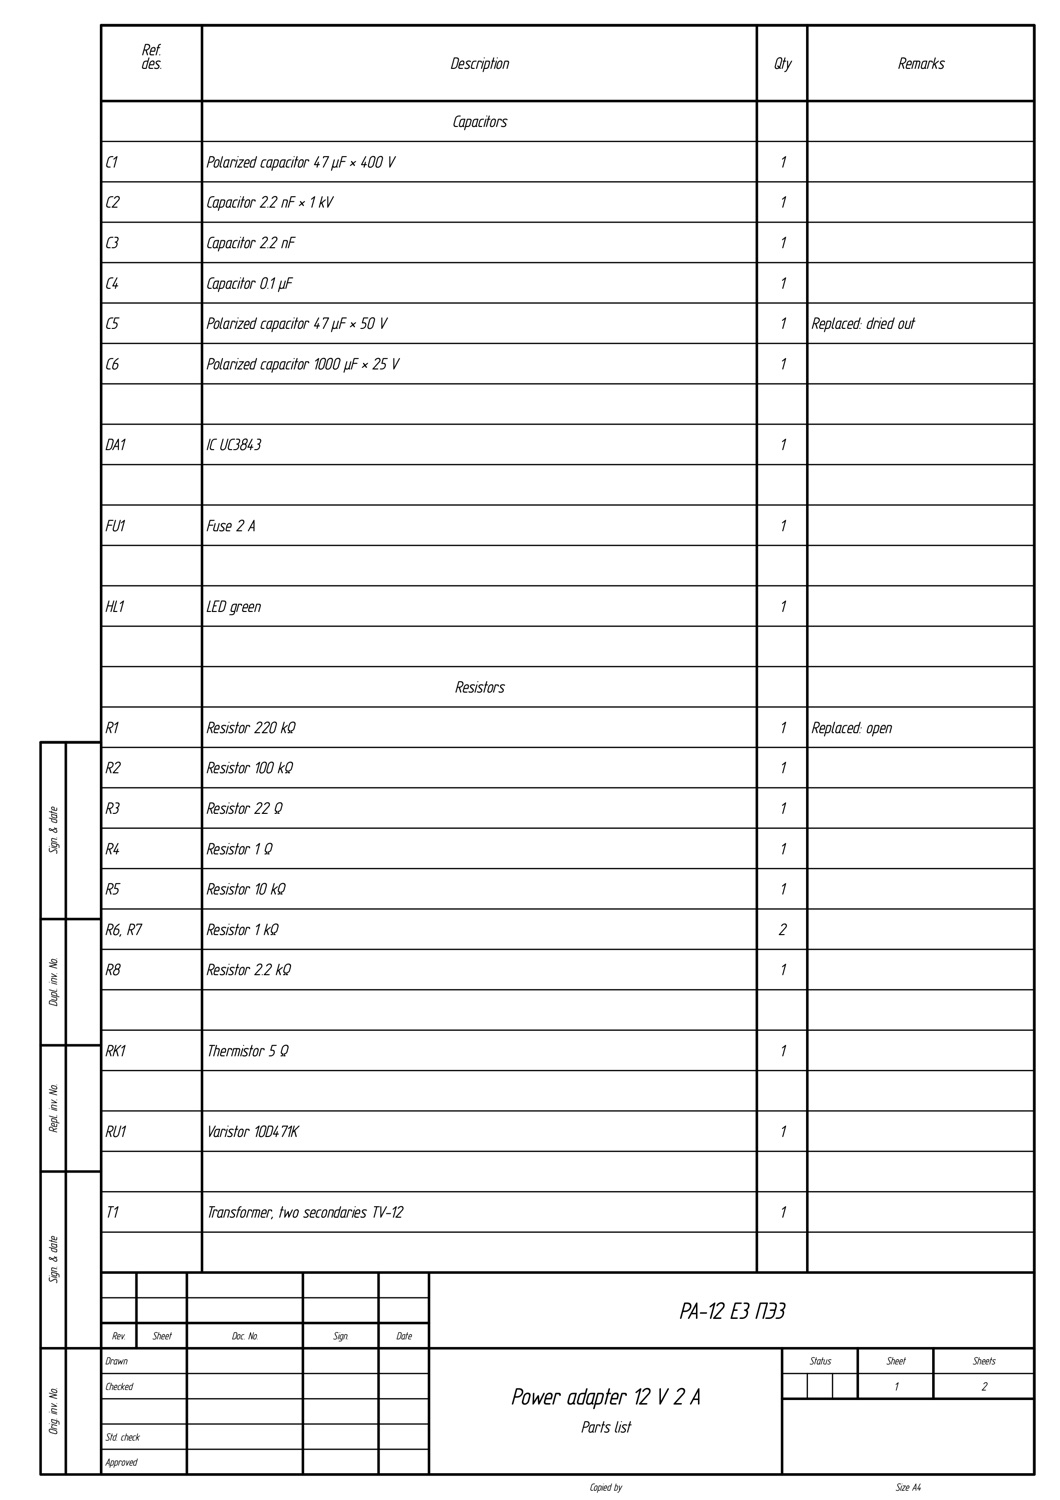 Ref. des. Description Qty Remarks
Capacitors
C1 Polarized capacitor 47 µF × 400 V 1
C2 Capacitor 2.2 nF × 1 kV 1
C3 Capacitor 2.2 nF 1
C4 Capacitor 0.1 µF 1
C5 Polarized capacitor 47 µF × 50 V 1 Replaced: dried out
C6 Polarized capacitor 1000 µF × 25 V 1
DA1 IC UC3843 1
FU1 Fuse 2 A 1
HL1 LED green 1
Resistors
R1 Resistor 220 kΩ 1 Replaced: open
R2 Resistor 100 kΩ 1
R3 Resistor 22 Ω 1
R4 Resistor 1 Ω 1
R5 Resistor 10 kΩ 1
R6, R7 Resistor 1 kΩ 2
R8 Resistor 2.2 kΩ 1
RK1 Thermistor 5 Ω 1
RU1 Varistor 10D471K 1
T1 Transformer, two secondaries TV-12 1
Sign. & date
Dupl. inv. No.
Repl. inv. No.
Sign. & date
Orig. inv. No.
PA-12 E3 ПЭ3
Rev. Sheet Doc. No. Sign. Date
Drawn
Checked
Std. check
Approved
Power adapter 12 V 2 A
Parts list
Status Sheet Sheets
1 2
Copied by Size A4